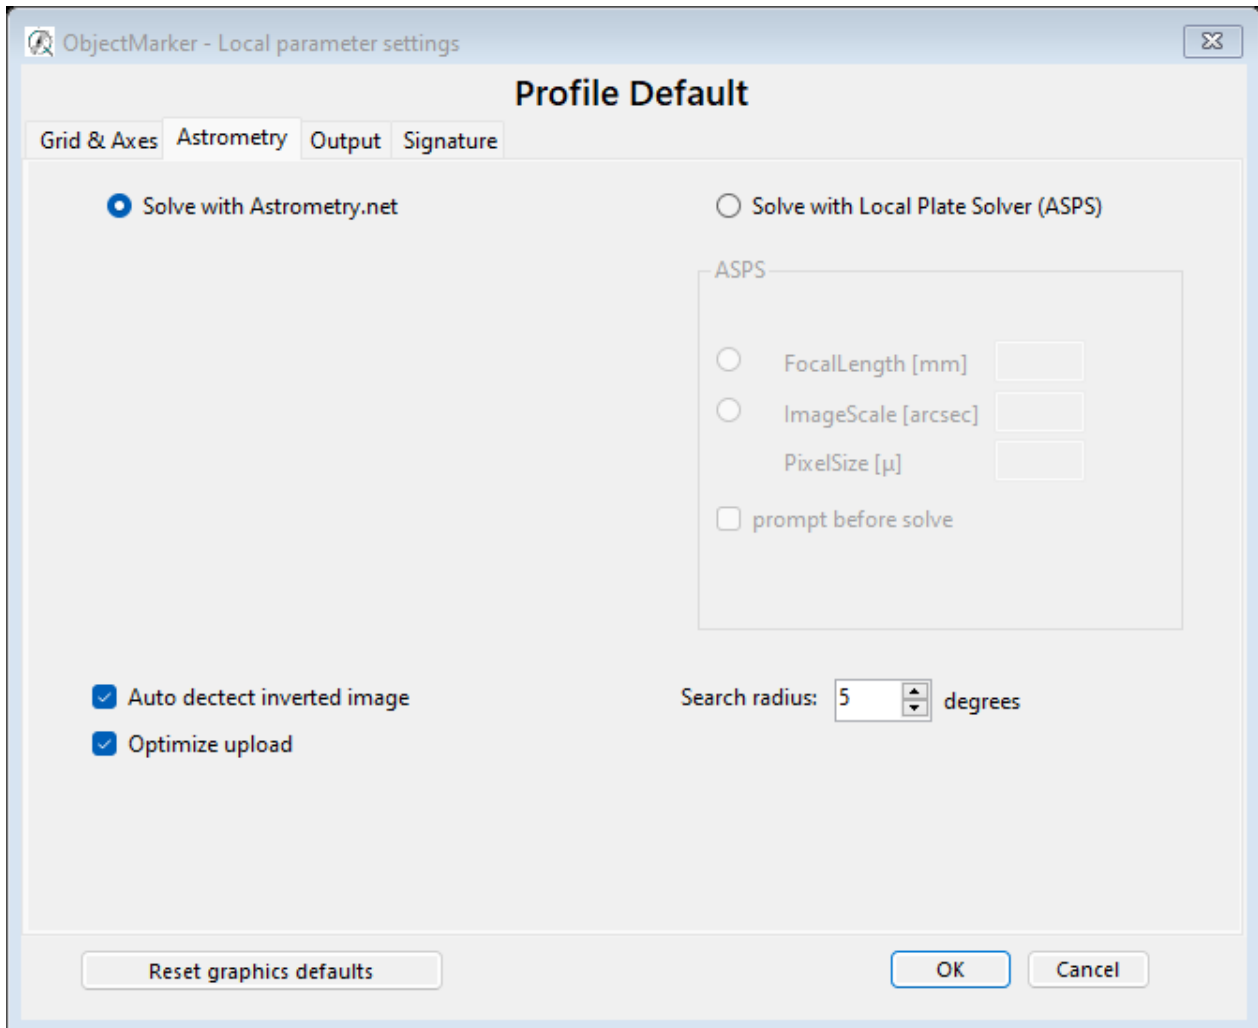 ObjectMarker - Local parameter settings
Profile Default
Grid & Axes Astrometry Output Signature
Solve with Astrometry.net
Solve with Local Plate Solver (ASPS)
ASPS
FocalLength [mm]
ImageScale [arcsec]
PixelSize [µ]
prompt before solve
Auto dectect inverted image
Search radius: 5 degrees
Optimize upload
Reset graphics defaults
OK
Cancel